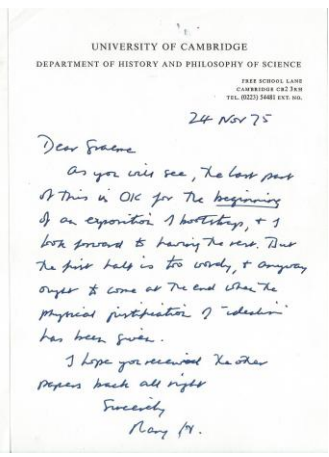 UNIVERSITY OF CAMBRIDGE
DEPARTMENT OF HISTORY AND PHILOSOPHY OF SCIENCE
FREE SCHOOL LANE
CAMBRIDGE CB2 3RH
TEL. (0223) 54481 EXT. HO.
24 Nov 75
Dear Graeme
As you will see, the last part
of this is OK for the beginning
of an exposition of bootstraps, & I
look forward to having the rest. But
the first half is too wordy, & anyway
ought to come at the end when the
physical justification of "idealism"
has been given.
I hope you received the other
papers back all right
Sincerely
Mary H.